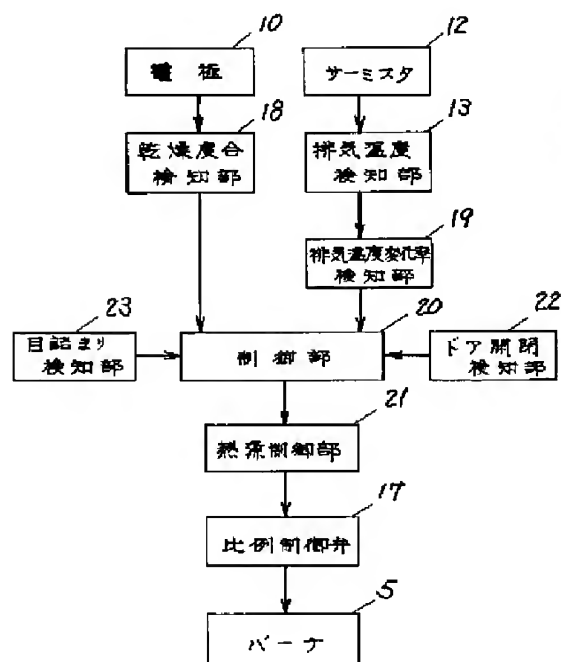 10
電極
12
サーミスタ
18
乾燥度合
検知部
13
排気温度
検知部
19
排気温度変化率
検知部
23
目詰まり
検知部
20
制御部
22
ドア開閉
検知部
21
熱源制御部
17
比例制御弁
5
バーナ